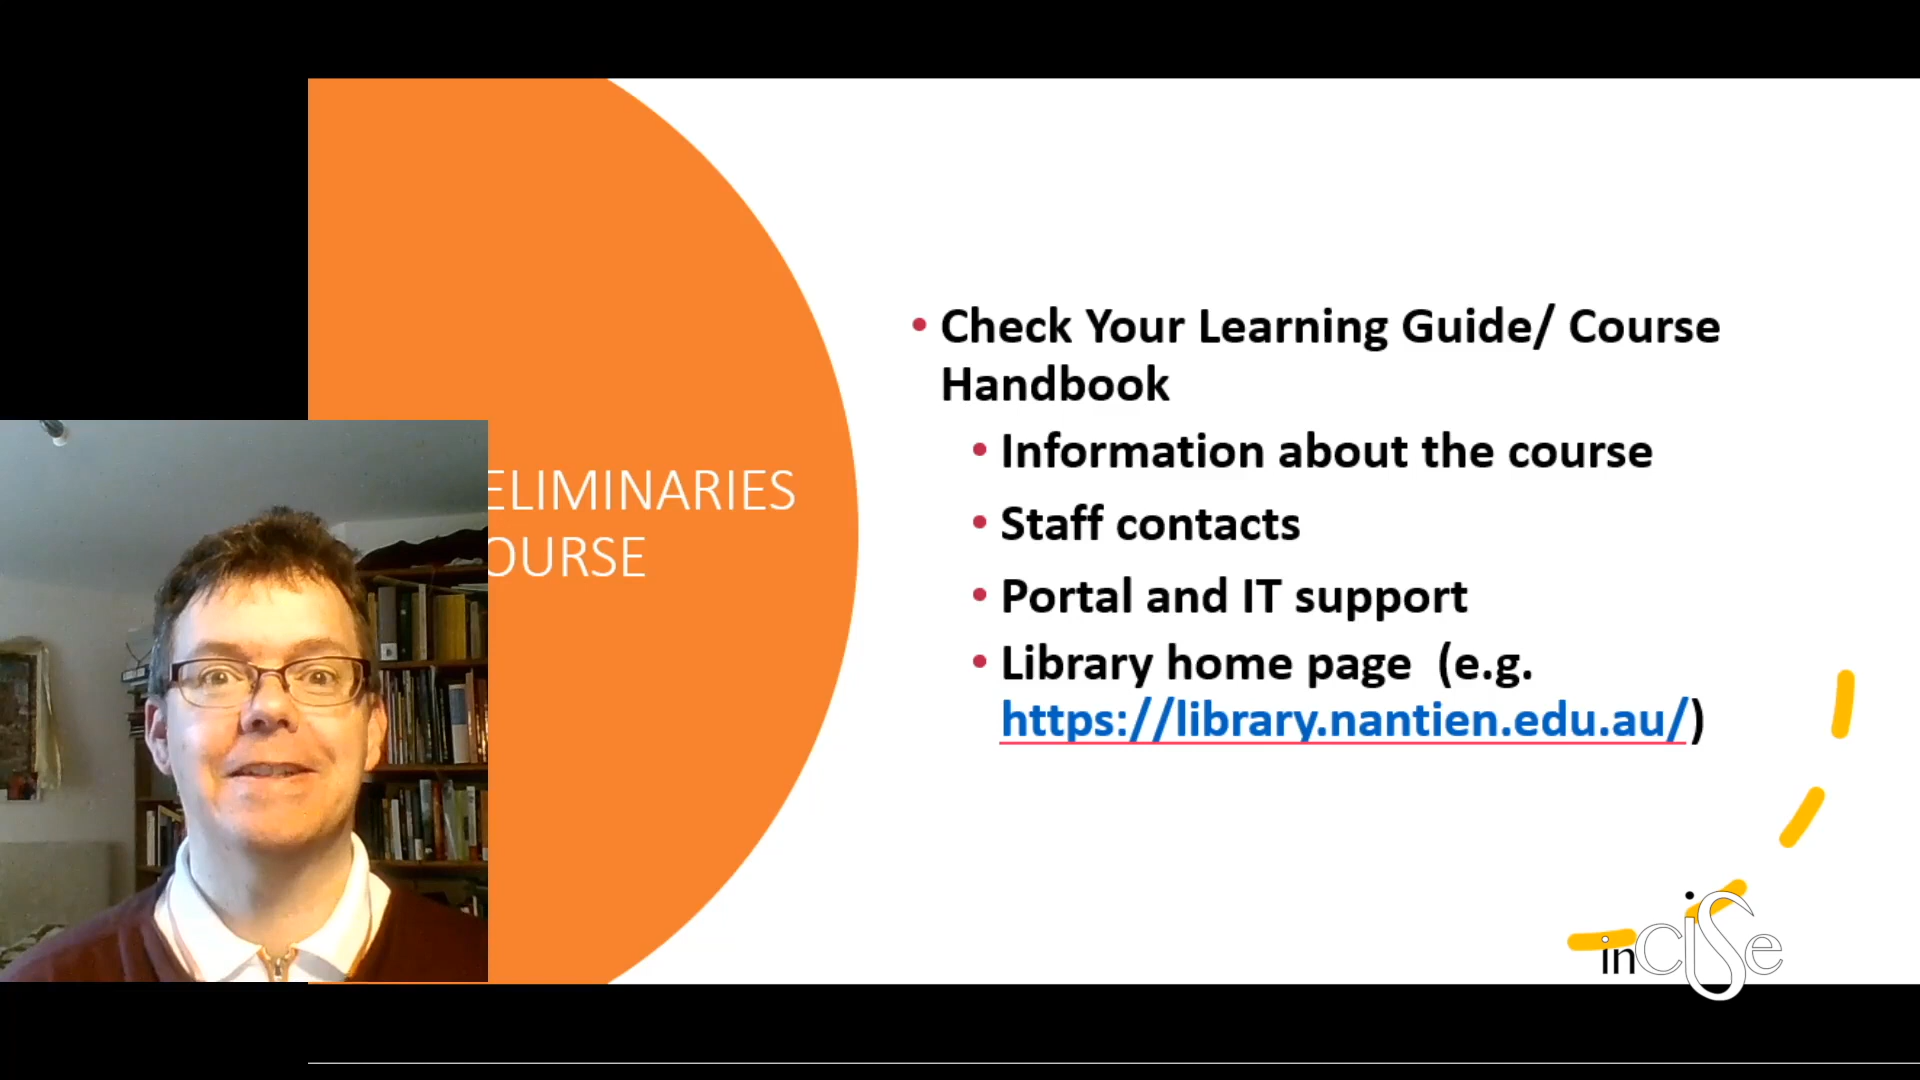 ELIMINARIES
OURSE
• Check Your Learning Guide/ Course
Handbook
• Information about the course
• Staff contacts
• Portal and IT support
• Library home page (e.g.
https://library.nantien.edu.au/)
inCiSe